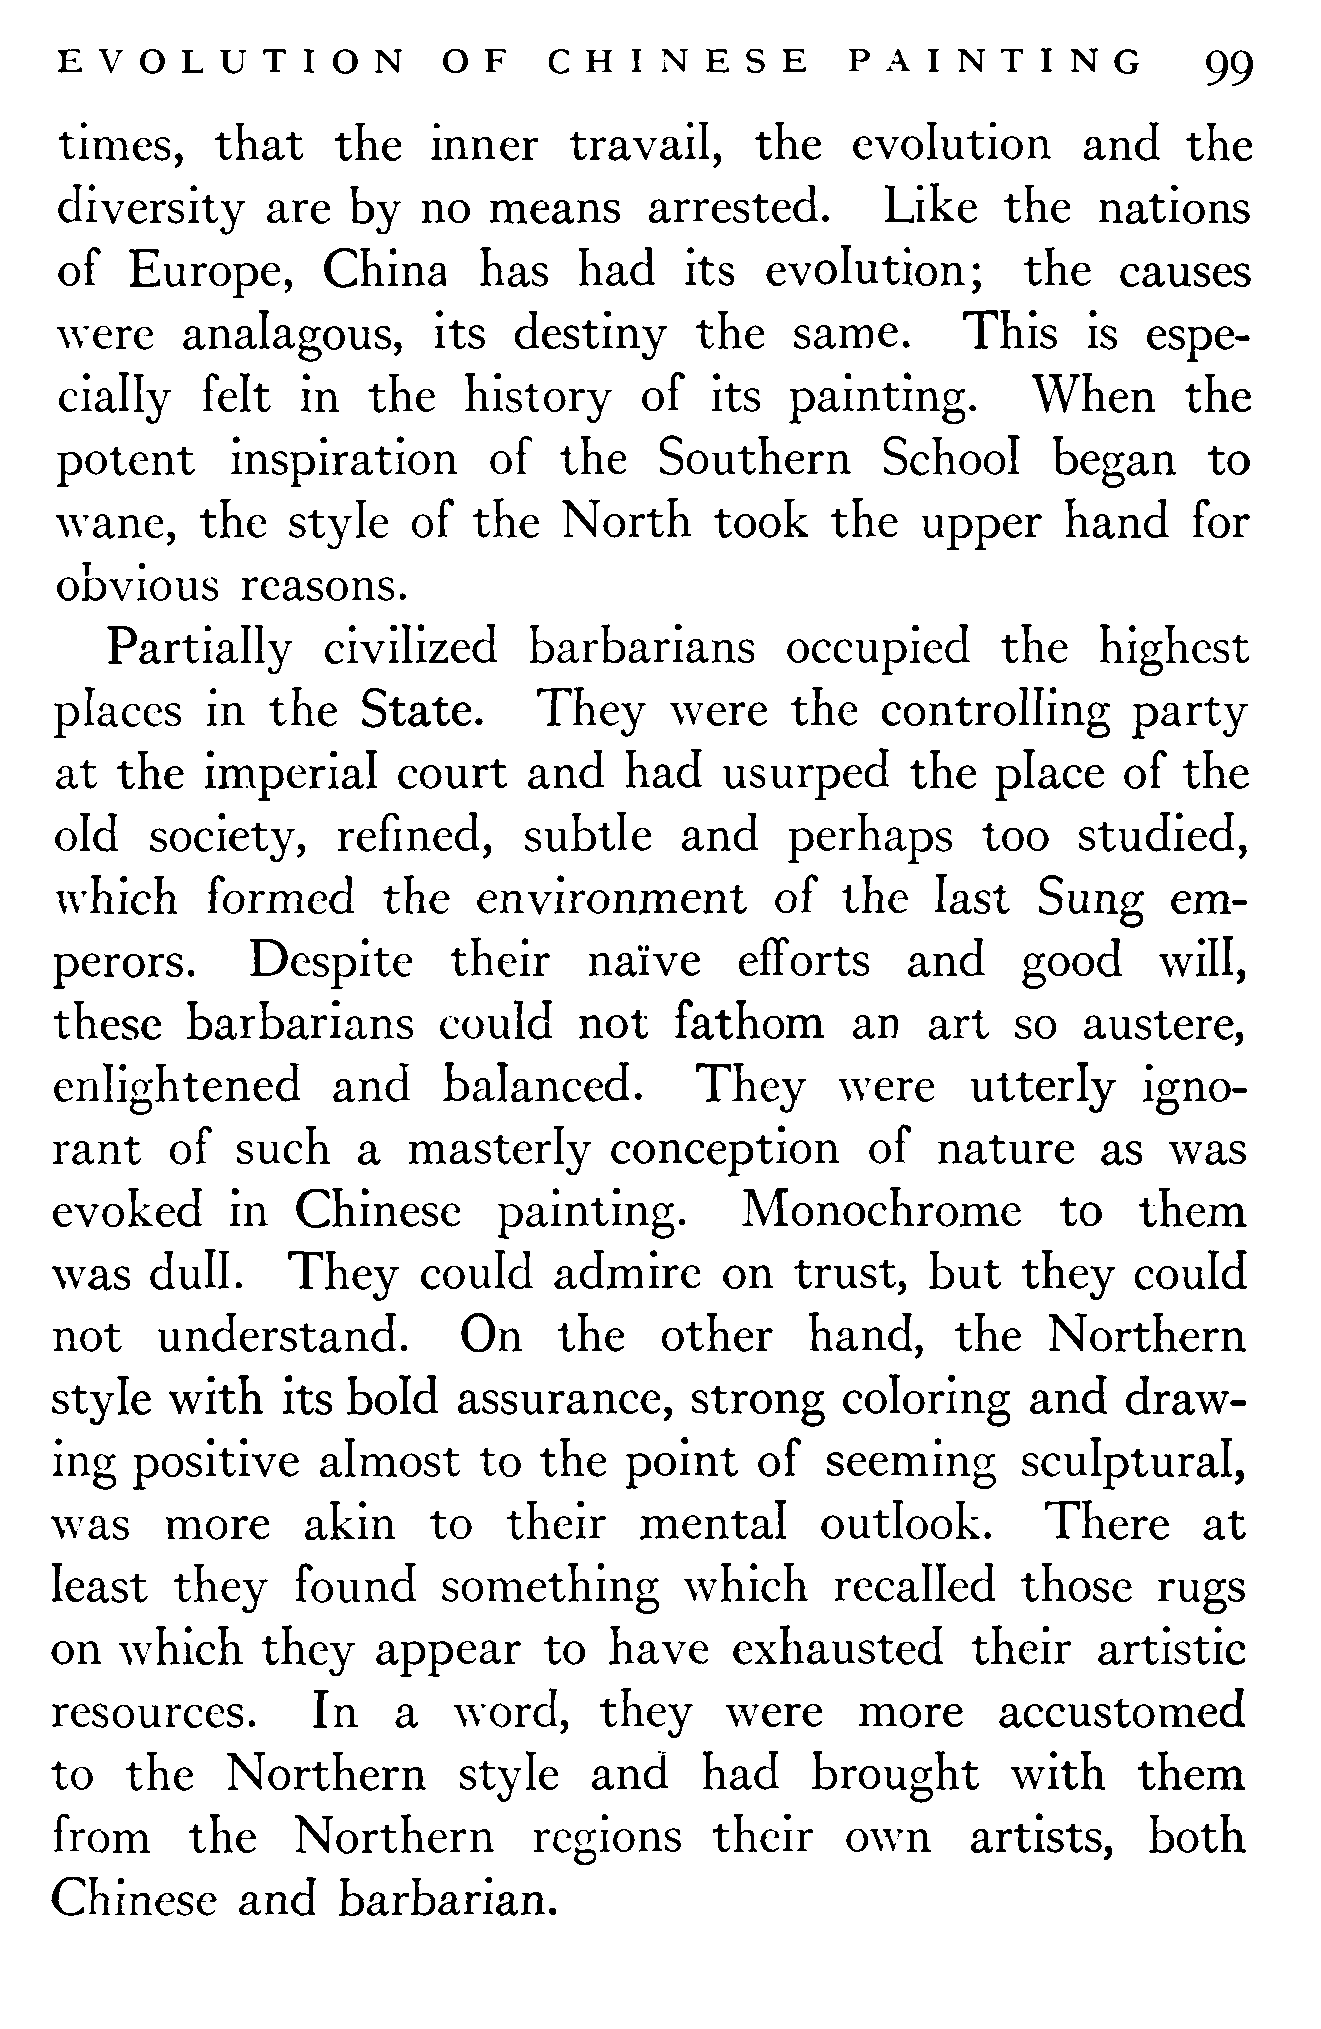 EVOLUTION OF CHINESE PAINTING 99
times, that the inner travail, the evolution and the
diversity are by no means arrested. Like the nations
of Europe, China has had its evolution; the causes
were analagous, its destiny the same. This is espe-
cially felt in the history of its painting. When the
potent inspiration of the Southern School began to
wane, the style of the North took the upper hand for
obvious reasons.
Partially civilized barbarians occupied the highest
places in the State. They were the controlling party
at the imperial court and had usurped the place of the
old society, refined, subtle and perhaps too studied,
which formed the environment of the last Sung em-
perors. Despite their naïve efforts and good will,
these barbarians could not fathom an art so austere,
enlightened and balanced. They were utterly igno-
rant of such a masterly conception of nature as was
evoked in Chinese painting. Monochrome to them
was dull. They could admire on trust, but they could
not understand. On the other hand, the Northern
style with its bold assurance, strong coloring and draw-
ing positive almost to the point of seeming sculptural,
was more akin to their mental outlook. There at
least they found something which recalled those rugs
on which they appear to have exhausted their artistic
resources. In a word, they were more accustomed
to the Northern style and had brought with them
from the Northern regions their own artists, both
Chinese and barbarian.